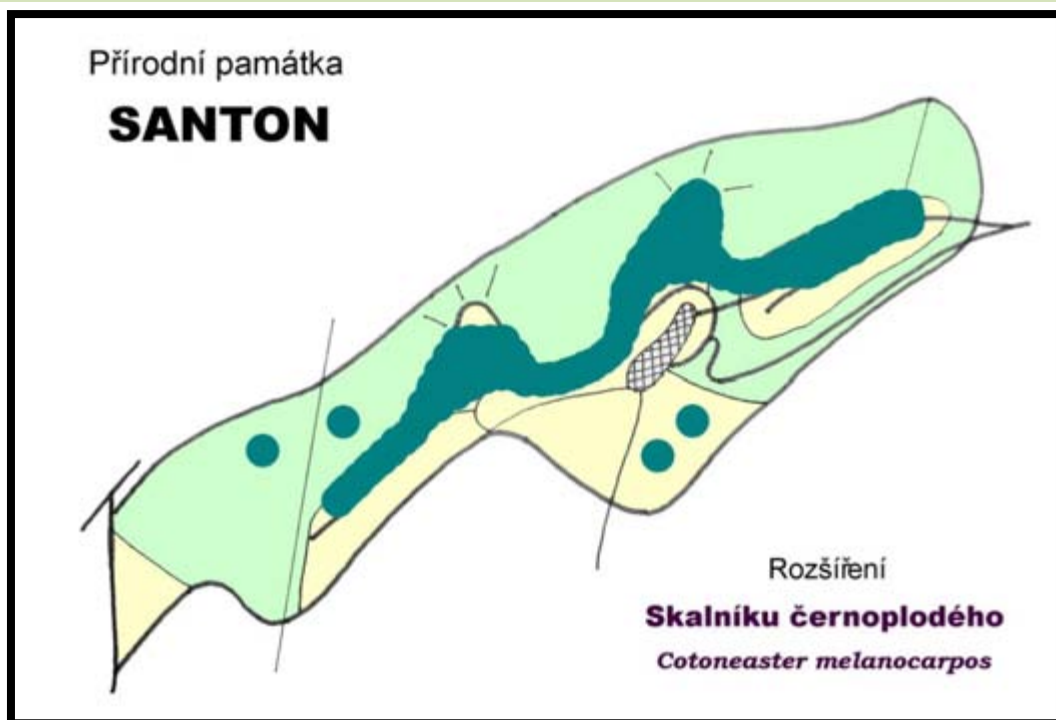 Přírodní památka
SANTON
Rozšíření
Skalníku černoplodého
Cotoneaster melanocarpos